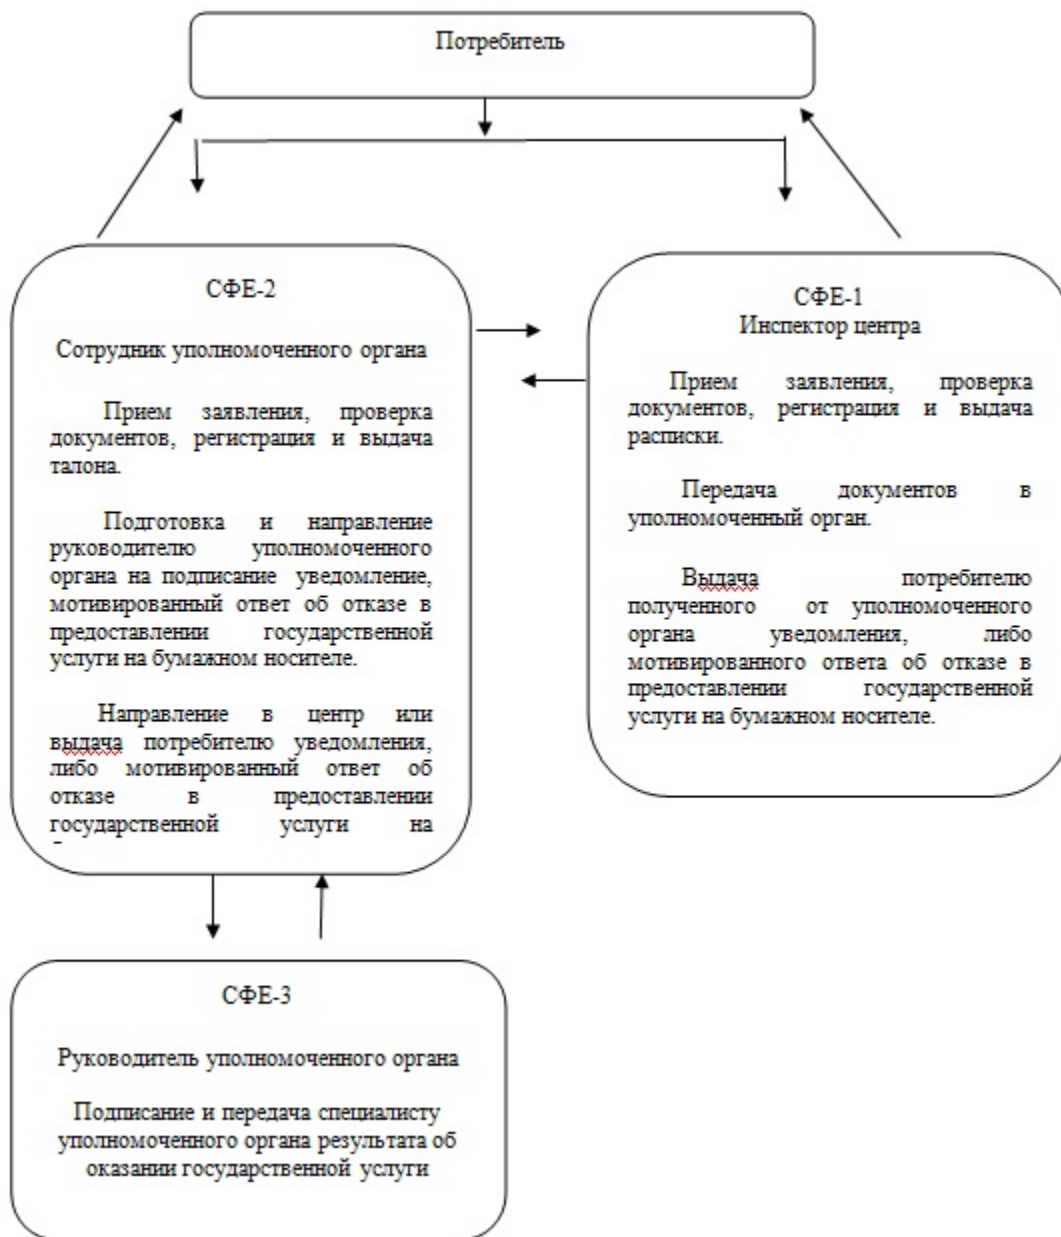 Потребитель
СФЕ-2
Сотрудник уполномоченного органа
Прием заявления, проверка
документов, регистрация и выдача
талона.
Подготовка и направление
руководителю уполномоченного
органа на подписание уведомление,
мотивированный ответ об отказе в
предоставлении государственной
услуги на бумажном носителе.
Направление в центр или
выдача потребителю уведомления,
либо мотивированный ответ об
отказе в предоставлении
государственной услуги на
СФЕ-1
Инспектор центра
Прием заявления, проверка
документов, регистрация и выдача
расписки.
Передача документов в
уполномоченный орган.
Выдача потребителю
полученного от уполномоченного
органа уведомления, либо
мотивированного ответа об отказе в
предоставлении государственной
услуги на бумажном носителе.
СФЕ-3
Руководитель уполномоченного органа
Подписание и передача специалисту
уполномоченного органа результата об
оказании государственной услуги